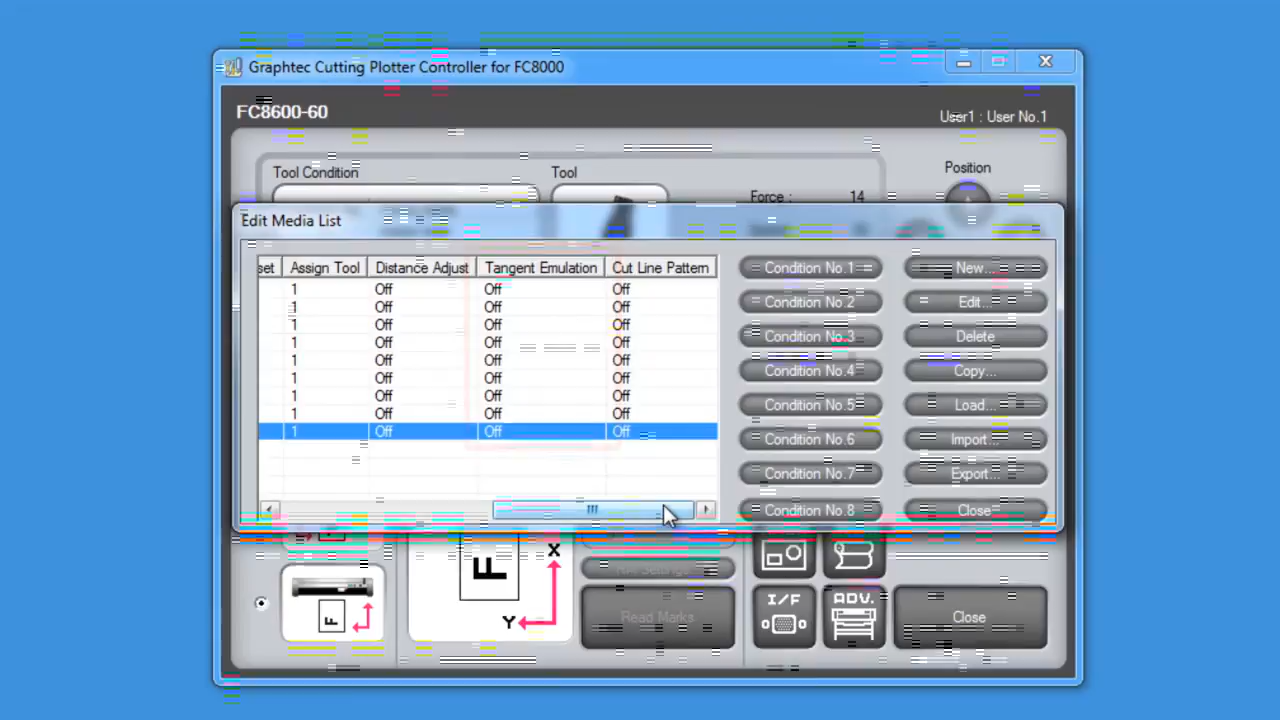 Graphtec Cutting Plotter Controller for FC8000
FC8600-60
User1 : User No.1
Tool Condition
Tool
Force :
14
Position
Edit Media List
set Assign Tool Distance Adjust Tangent Emulation Cut Line Pattern
1 Off Off Off
1 Off Off Off
1 Off Off Off
1 Off Off Off
1 Off Off Off
1 Off Off Off
1 Off Off Off
1 Off Off Off
1 Off Off Off
Condition No.1
Condition No.2
Condition No.3
Condition No.4
Condition No.5
Condition No.6
Condition No.7
Condition No.8
New...
Edit...
Delete
Copy...
Load...
Import...
Export...
Close
F
X
Y
F
Read Marks
I/F
ADV.
Close